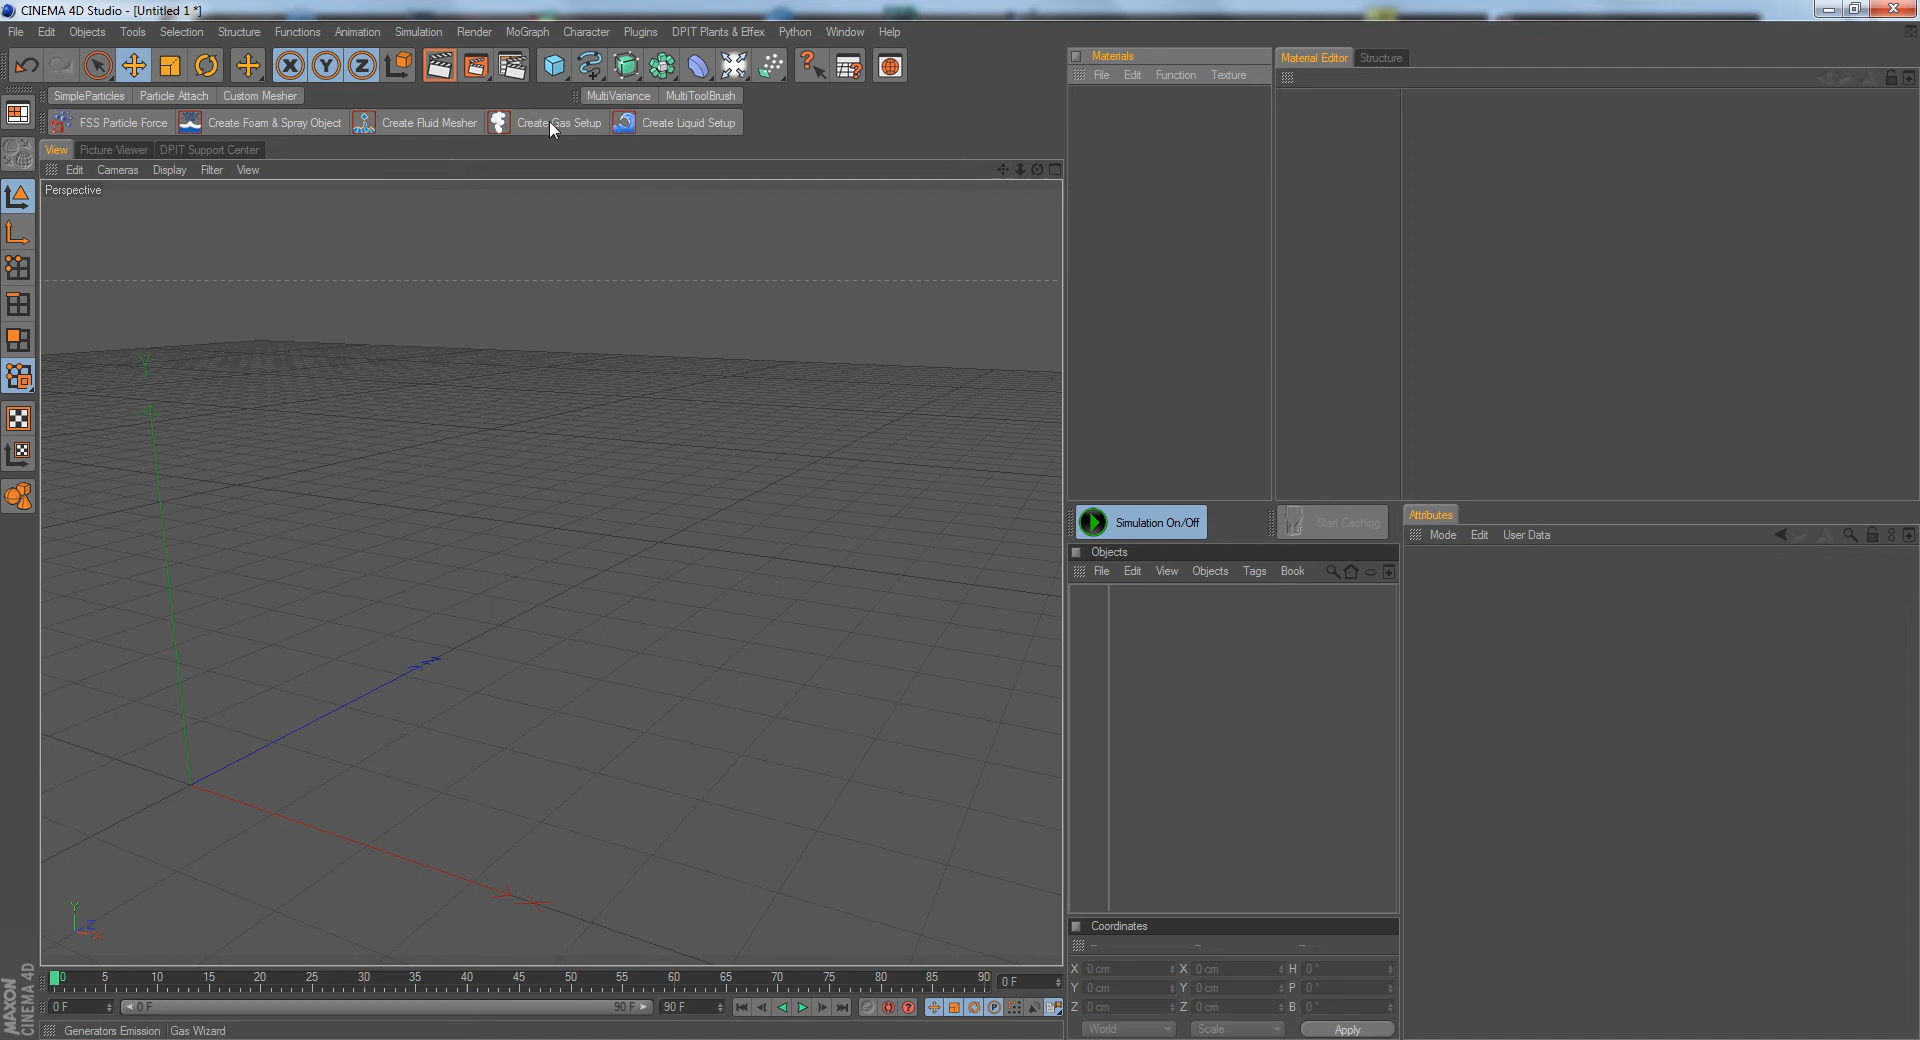 CINEMA 4D Studio - [Untitled 1 *]
File Edit Objects Tools Selection Structure Functions Animation Simulation Render MoGraph Character Plugins DPIT Plants & Effex Python Window Help
SimpleParticles Particle Attach Custom Mesher MultiVariance MultiToolBrush
FSS Particle Force Create Foam & Spray Object Create Fluid Mesher Create Gas Setup Create Liquid Setup
View Picture Viewer DPIT Support Center
Edit Cameras Display Filter View
Perspective
Y
Y
Z
X
0 5 10 15 20 25 30 35 40 45 50 55 60 65 70 75 80 85 90 0 F
0 F 0 F 90 F 90 F
Generators Emission Gas Wizard
MAXON
CINEMA 4D
Materials
File Edit Function Texture
Material Editor Structure
Simulation On/Off Start Caching
Objects
File Edit View Objects Tags Book
Attributes
Mode Edit User Data
Coordinates
-- -- --
X 0 cm X 0 cm H 0 °
Y 0 cm Y 0 cm P 0 °
Z 0 cm Z 0 cm B 0 °
World Scale Apply